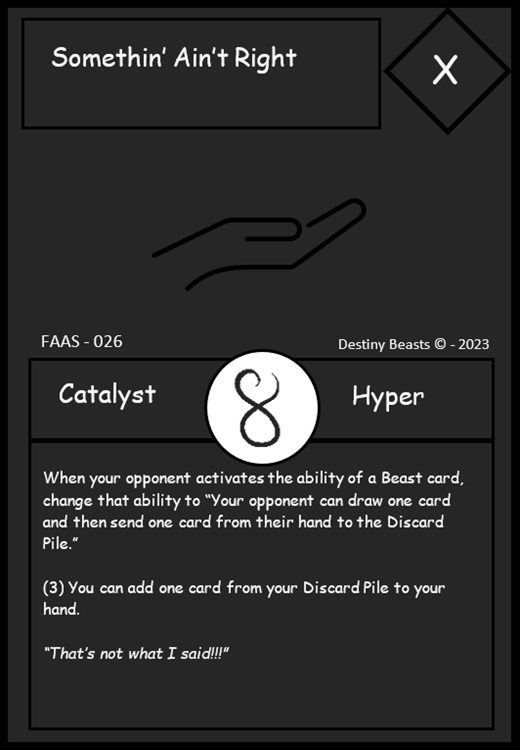 Somethin' Ain't Right
X
FAAS - 026
Destiny Beasts © - 2023
Catalyst
Hyper
When your opponent activates the ability of a Beast card,
change that ability to "Your opponent can draw one card
and then send one card from their hand to the Discard
Pile."
(3) You can add one card from your Discard Pile to your
hand.
"That's not what I said!!!"